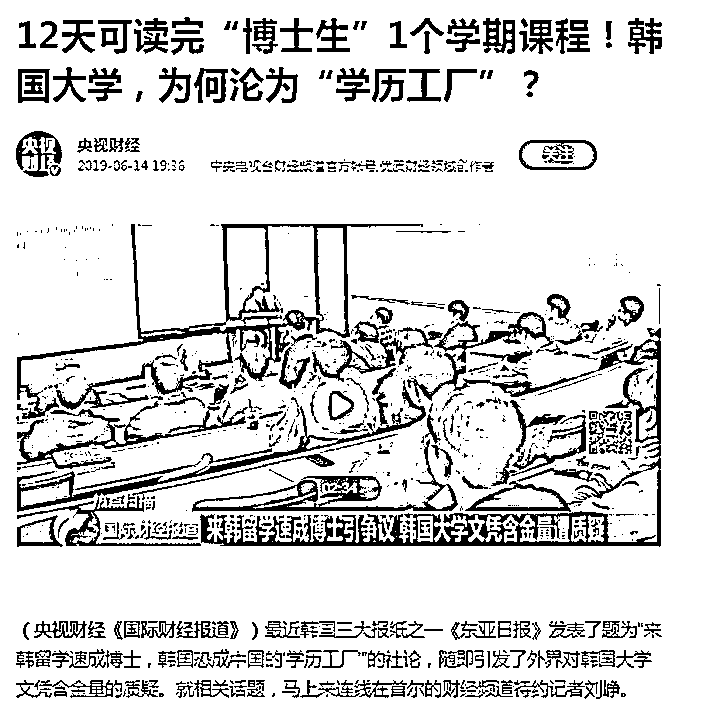 12天可读完“博士生”1个学期课程！韩
国大学，为何沦为“学历工厂”？
央视财经
央视
财经
2019-06-14 19:36 中央电视台财经频道官方帐号,优质财经领域创作者
关注
02:34
热点扫描
国际财经报道
来韩留学速成博士引争议 韩国大学文凭含金量遭质疑
（央视财经《国际财经报道》）最近韩国三大报纸之一《东亚日报》发表了题为“来
韩留学速成博士，韩国恐成中国的‘学历工厂’”的社论，随即引发了外界对韩国大学
文凭含金量的质疑。就相关话题，马上来连线在首尔的财经频道特约记者刘峥。